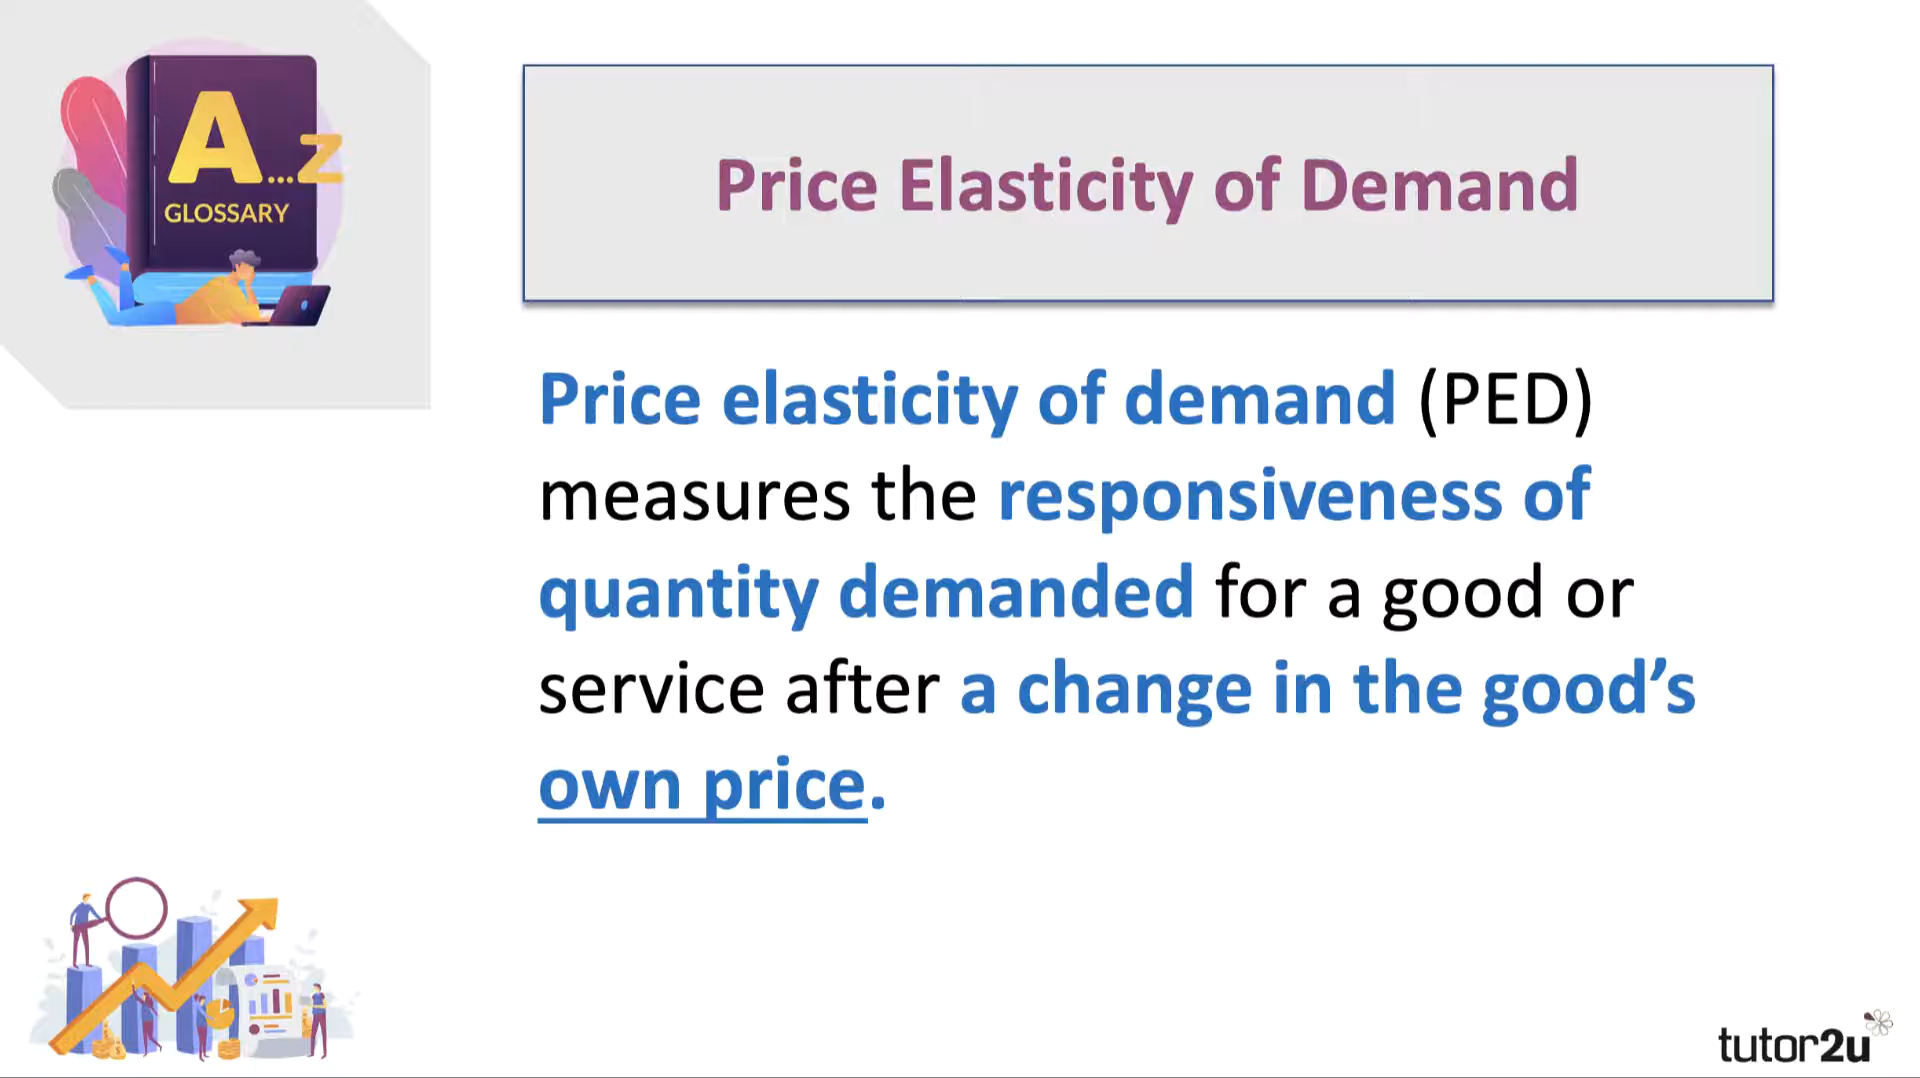 A...Z
GLOSSARY
Price Elasticity of Demand
Price elasticity of demand (PED)
measures the responsiveness of
quantity demanded for a good or
service after a change in the good’s
own price.
tutor2u